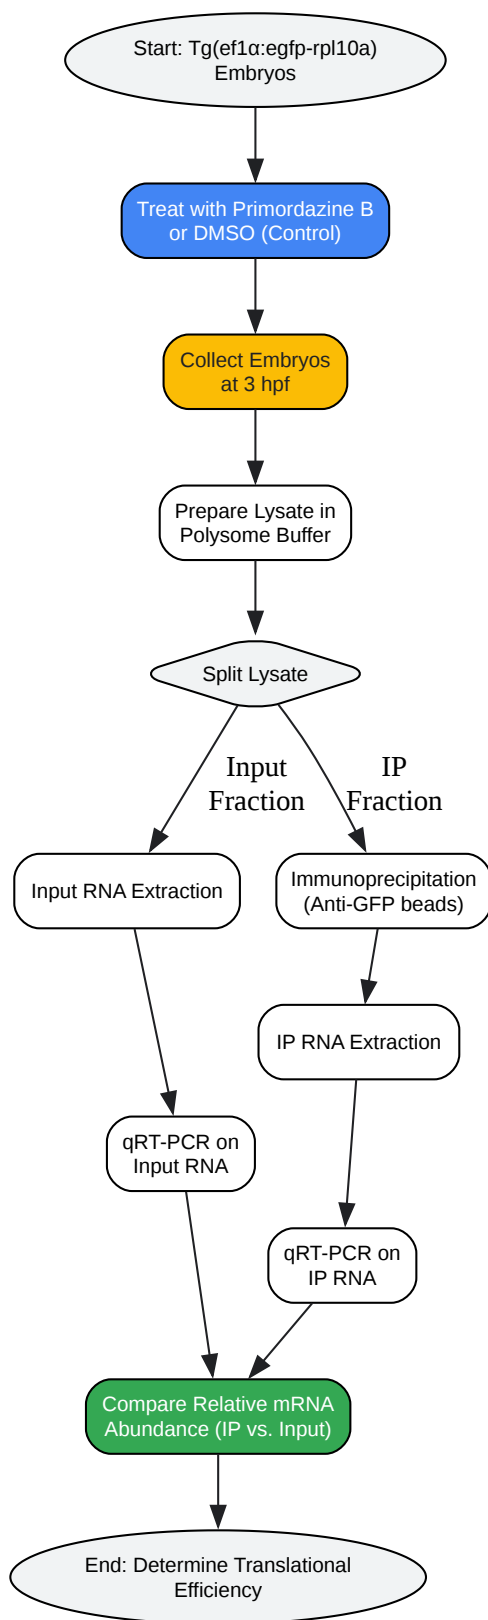 Start: Tg(ef1α:egfp-rpl10a)
Embryos
Treat with Primordazine B
or DMSO (Control)
Collect Embryos
at 3 hpf
Prepare Lysate in
Polysome Buffer
Split Lysate
Input
Fraction
IP
Fraction
Input RNA Extraction
Immunoprecipitation
(Anti-GFP beads)
IP RNA Extraction
qRT-PCR on
Input RNA
qRT-PCR on
IP RNA
Compare Relative mRNA
Abundance (IP vs. Input)
End: Determine Translational
Efficiency